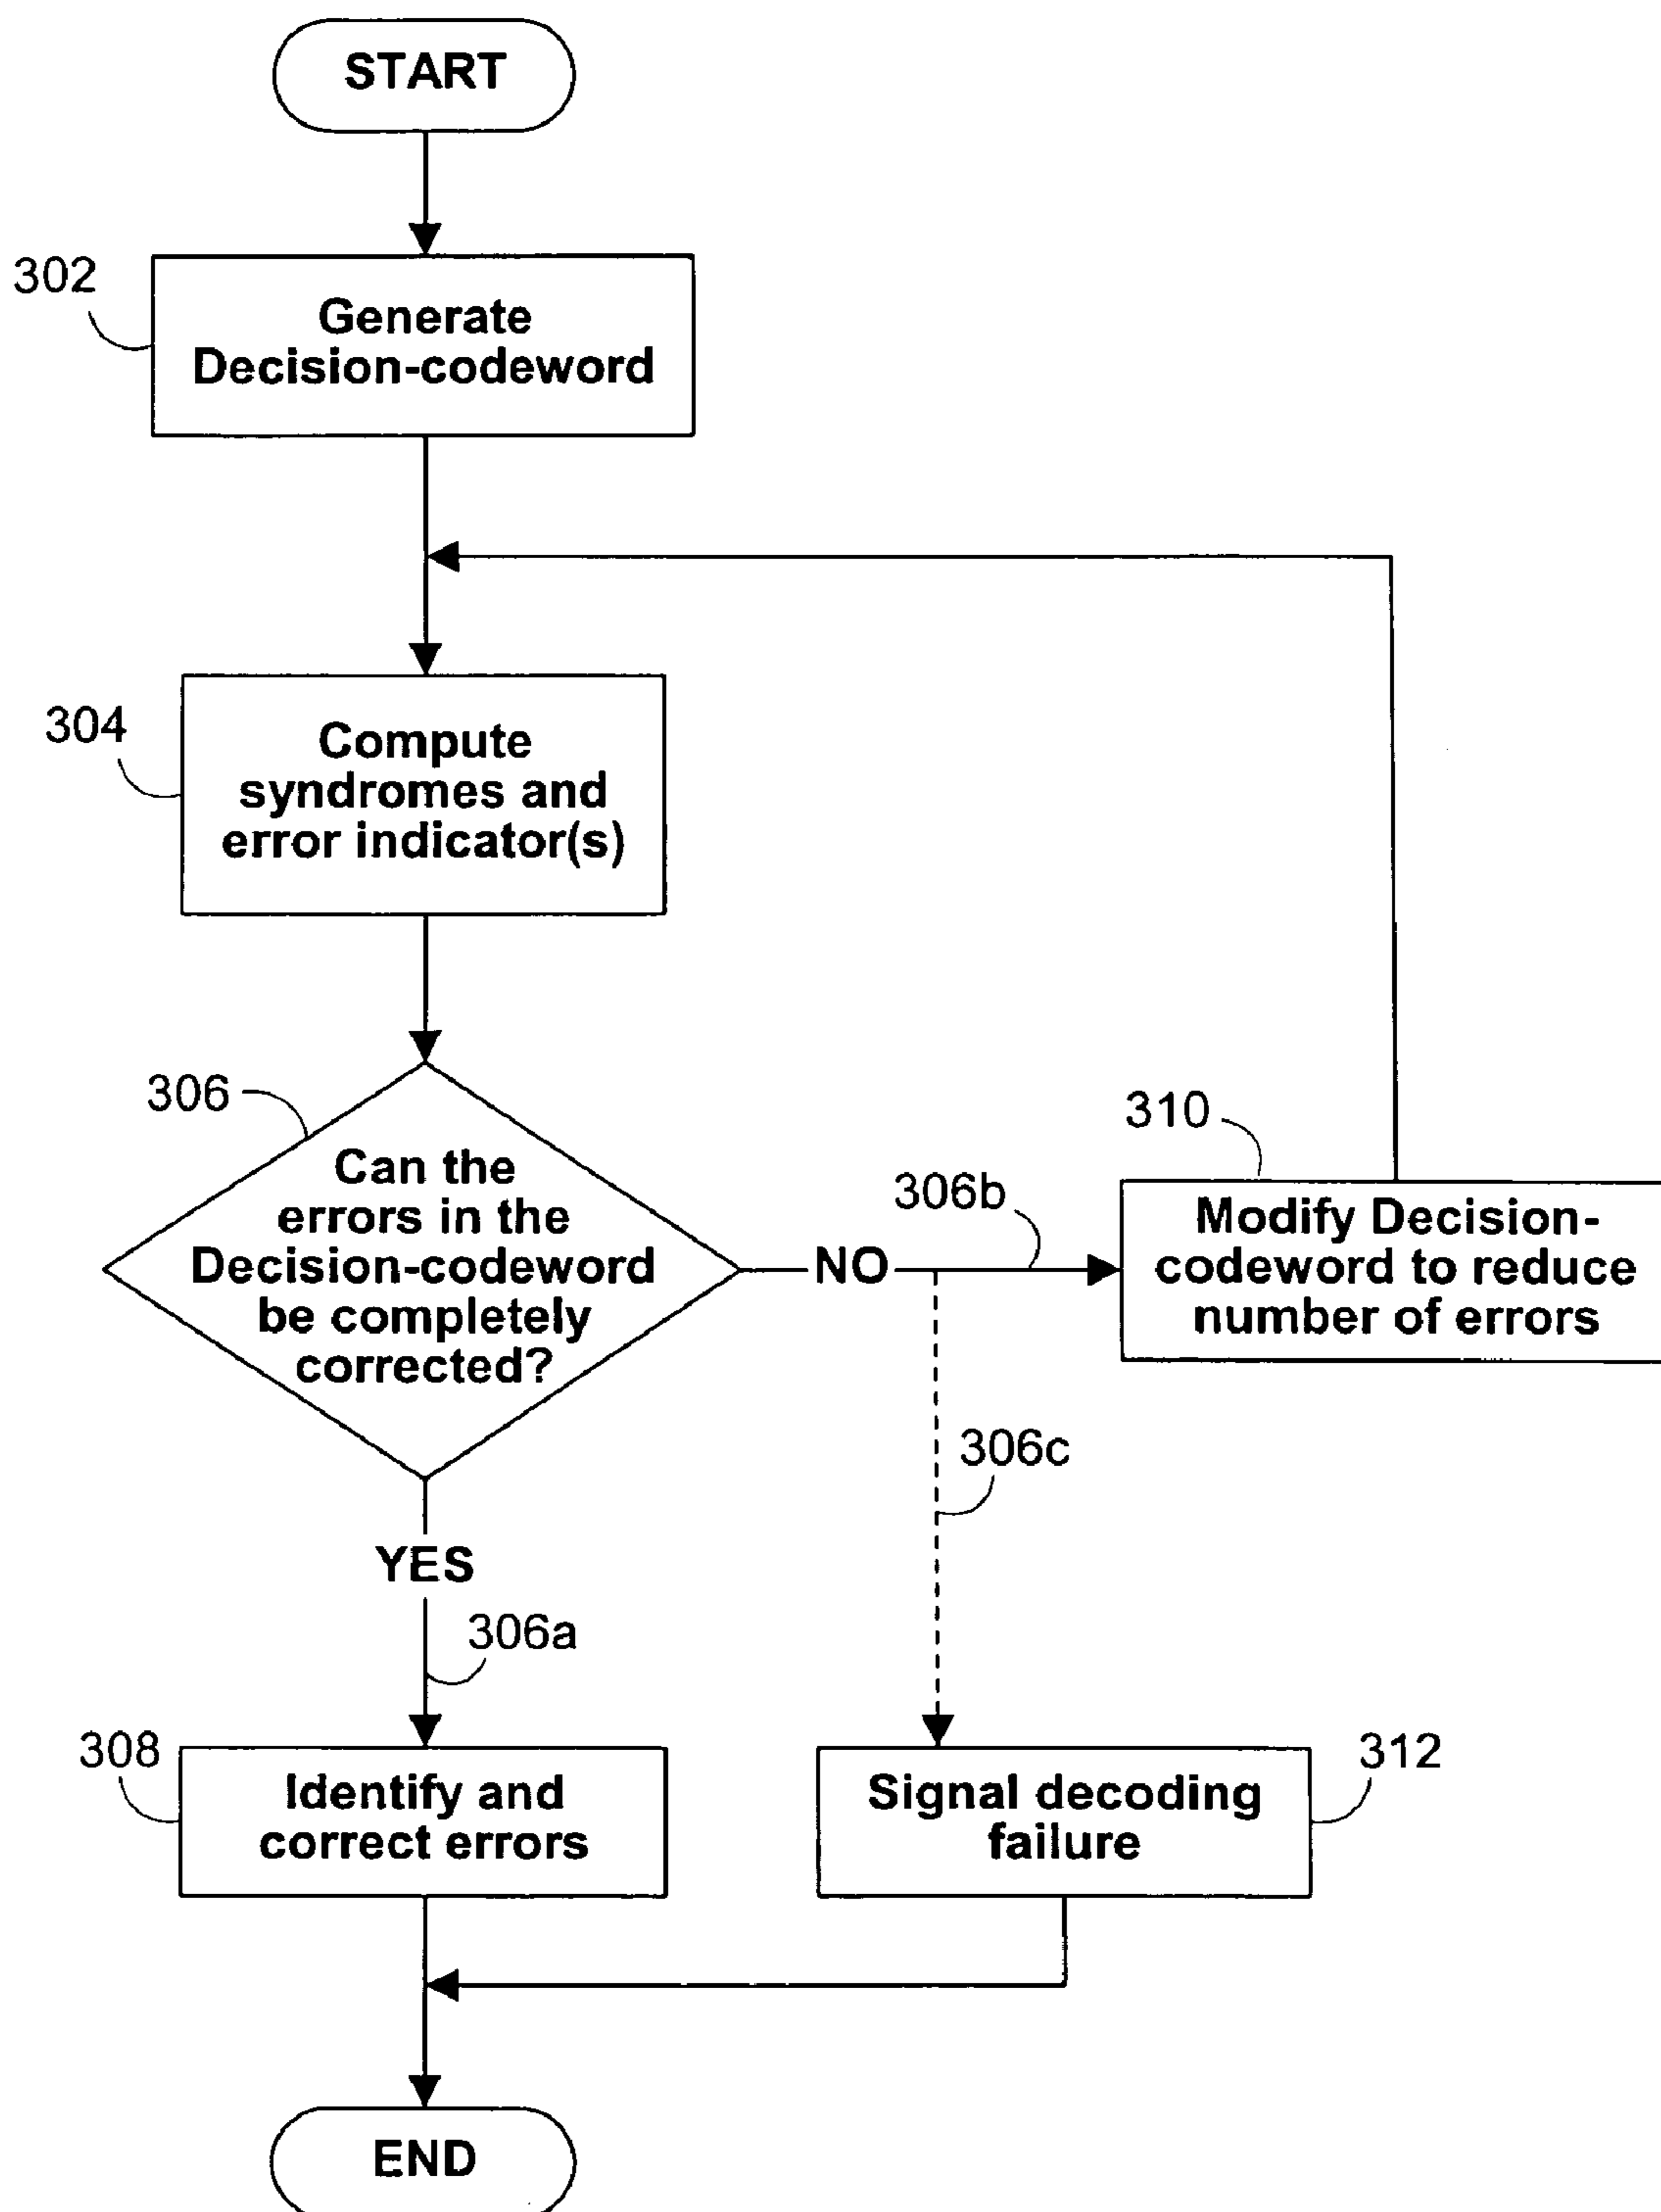 START
302
Generate
Decision-codeword
304
Compute
syndromes and
error indicator(s)
306
Can the
errors in the
Decision-codeword
be completely
corrected?
NO
306b
310
Modify Decision-
codeword to reduce
number of errors
306c
YES
306a
308
Identify and
correct errors
Signal decoding
failure
312
END